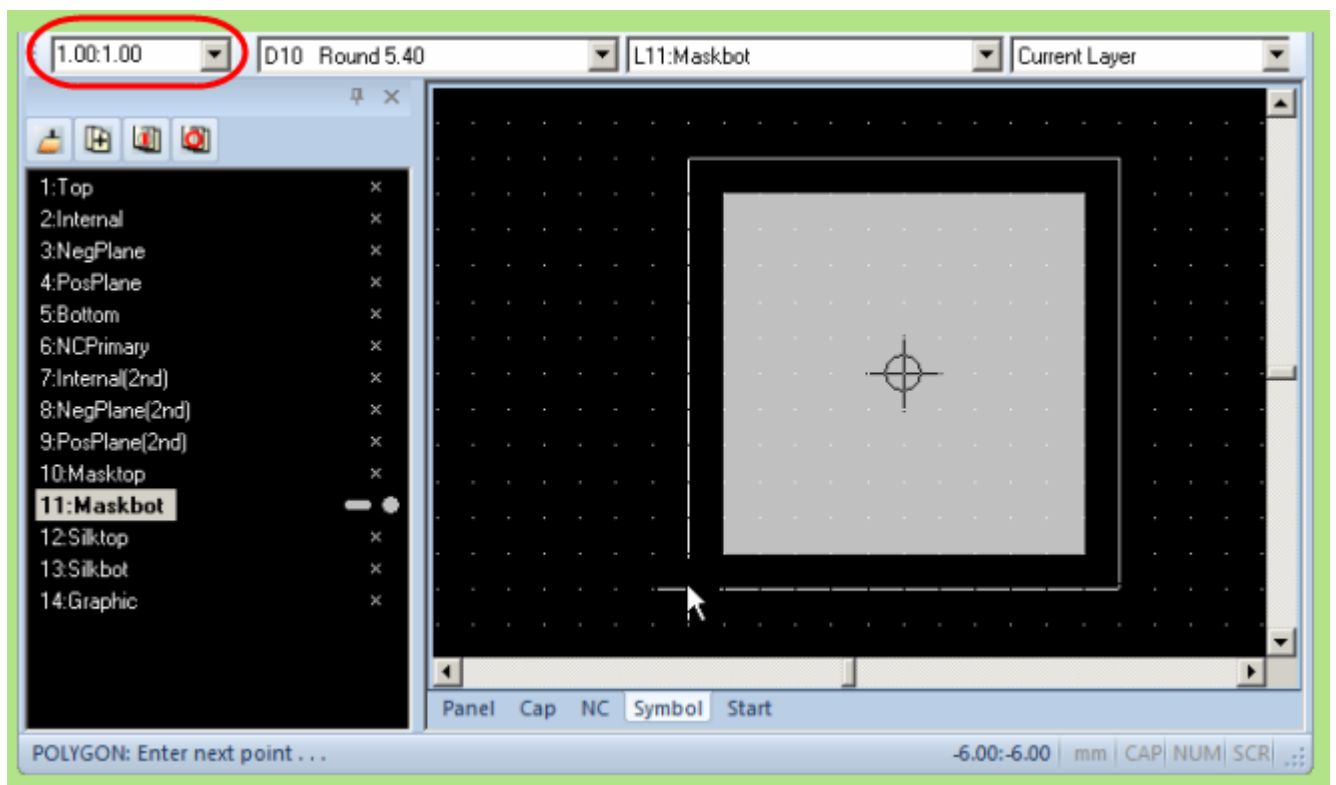 1.00:1.00 D10 Round 5.40 L11:Maskbot Current Layer
1:Top
2:Internal
3:NegPlane
4:PosPlane
5:Bottom
6:NCPrimary
7:Internal(2nd)
8:NegPlane(2nd)
9:PosPlane(2nd)
10:Masktop
11:Maskbot
12:Silktop
13:Silkbot
14:Graphic
Panel Cap NC Symbol Start
POLYGON: Enter next point . . . -6.00:-6.00 mm CAP NUM SCR